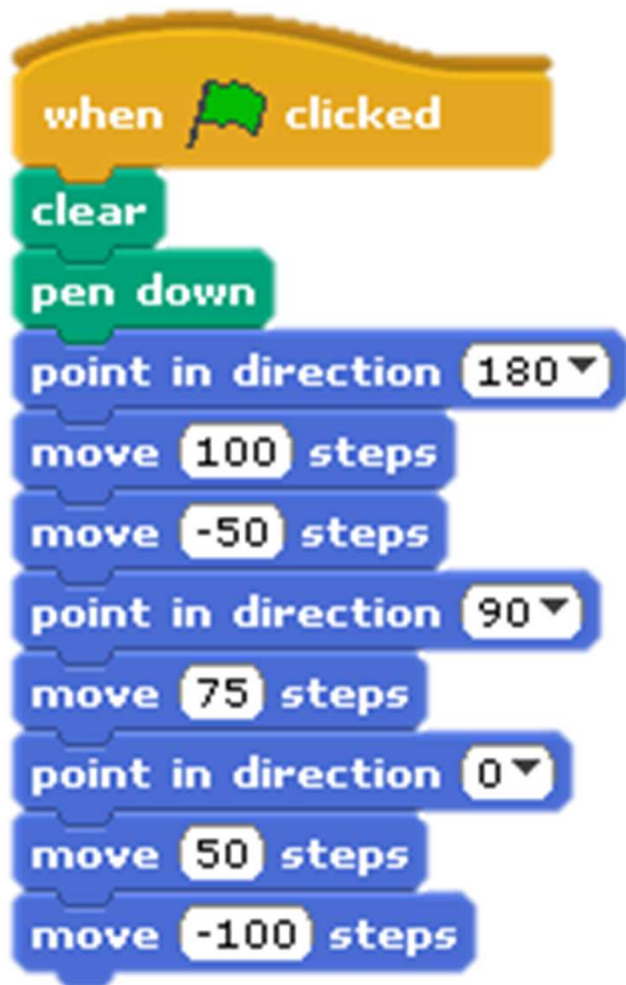 when clicked
clear
pen down
point in direction 180
move 100 steps
move -50 steps
point in direction 90
move 75 steps
point in direction 0
move 50 steps
move -100 steps